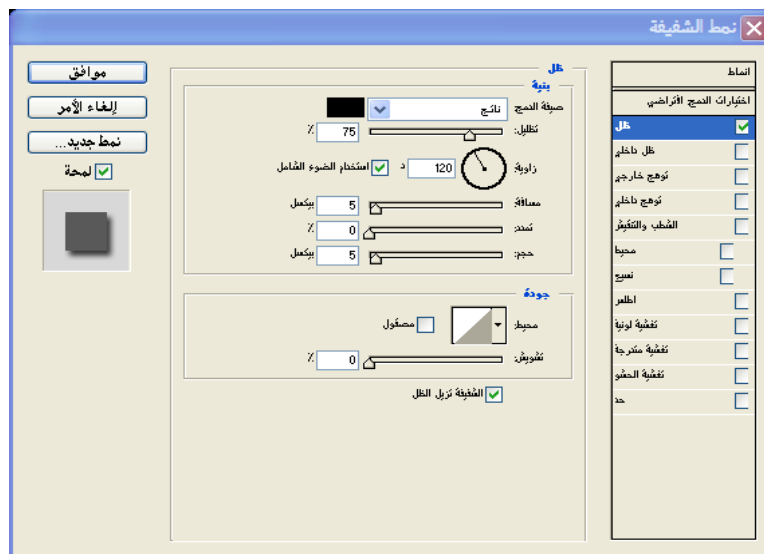 نمط الشفيفة
انماط
اختيارات الدمج الافتراضي
ظل
ظل داخلي
توهج خارجي
توهج داخلي
الشطب والتنقيش
محيط
نسيج
اطلس
تغشية لونية
تغشية متدرجة
تغشية الحشو
حد
ظل
بنية
صيغة الدمج: ناتج
تظليل: 75 ٪
زاوية: 120 د استخدام الضوء الشامل
مسافة: 5 بيكسل
تمدد: 0 ٪
حجم: 5 بيكسل
جودة
محيط: مصقول
تشويش: 0 ٪
الشفيفة تزيل الظل
موافق
إلغاء الأمر
نمط جديد...
لمحة